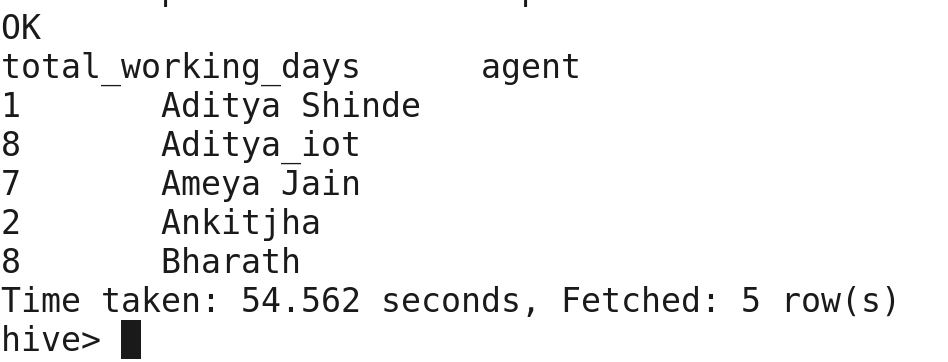 OK
total_working_days	agent
1	Aditya Shinde
8	Aditya_iot
7	Ameya Jain
2	Ankitjha
8	Bharath
Time taken: 54.562 seconds, Fetched: 5 row(s)
hive>